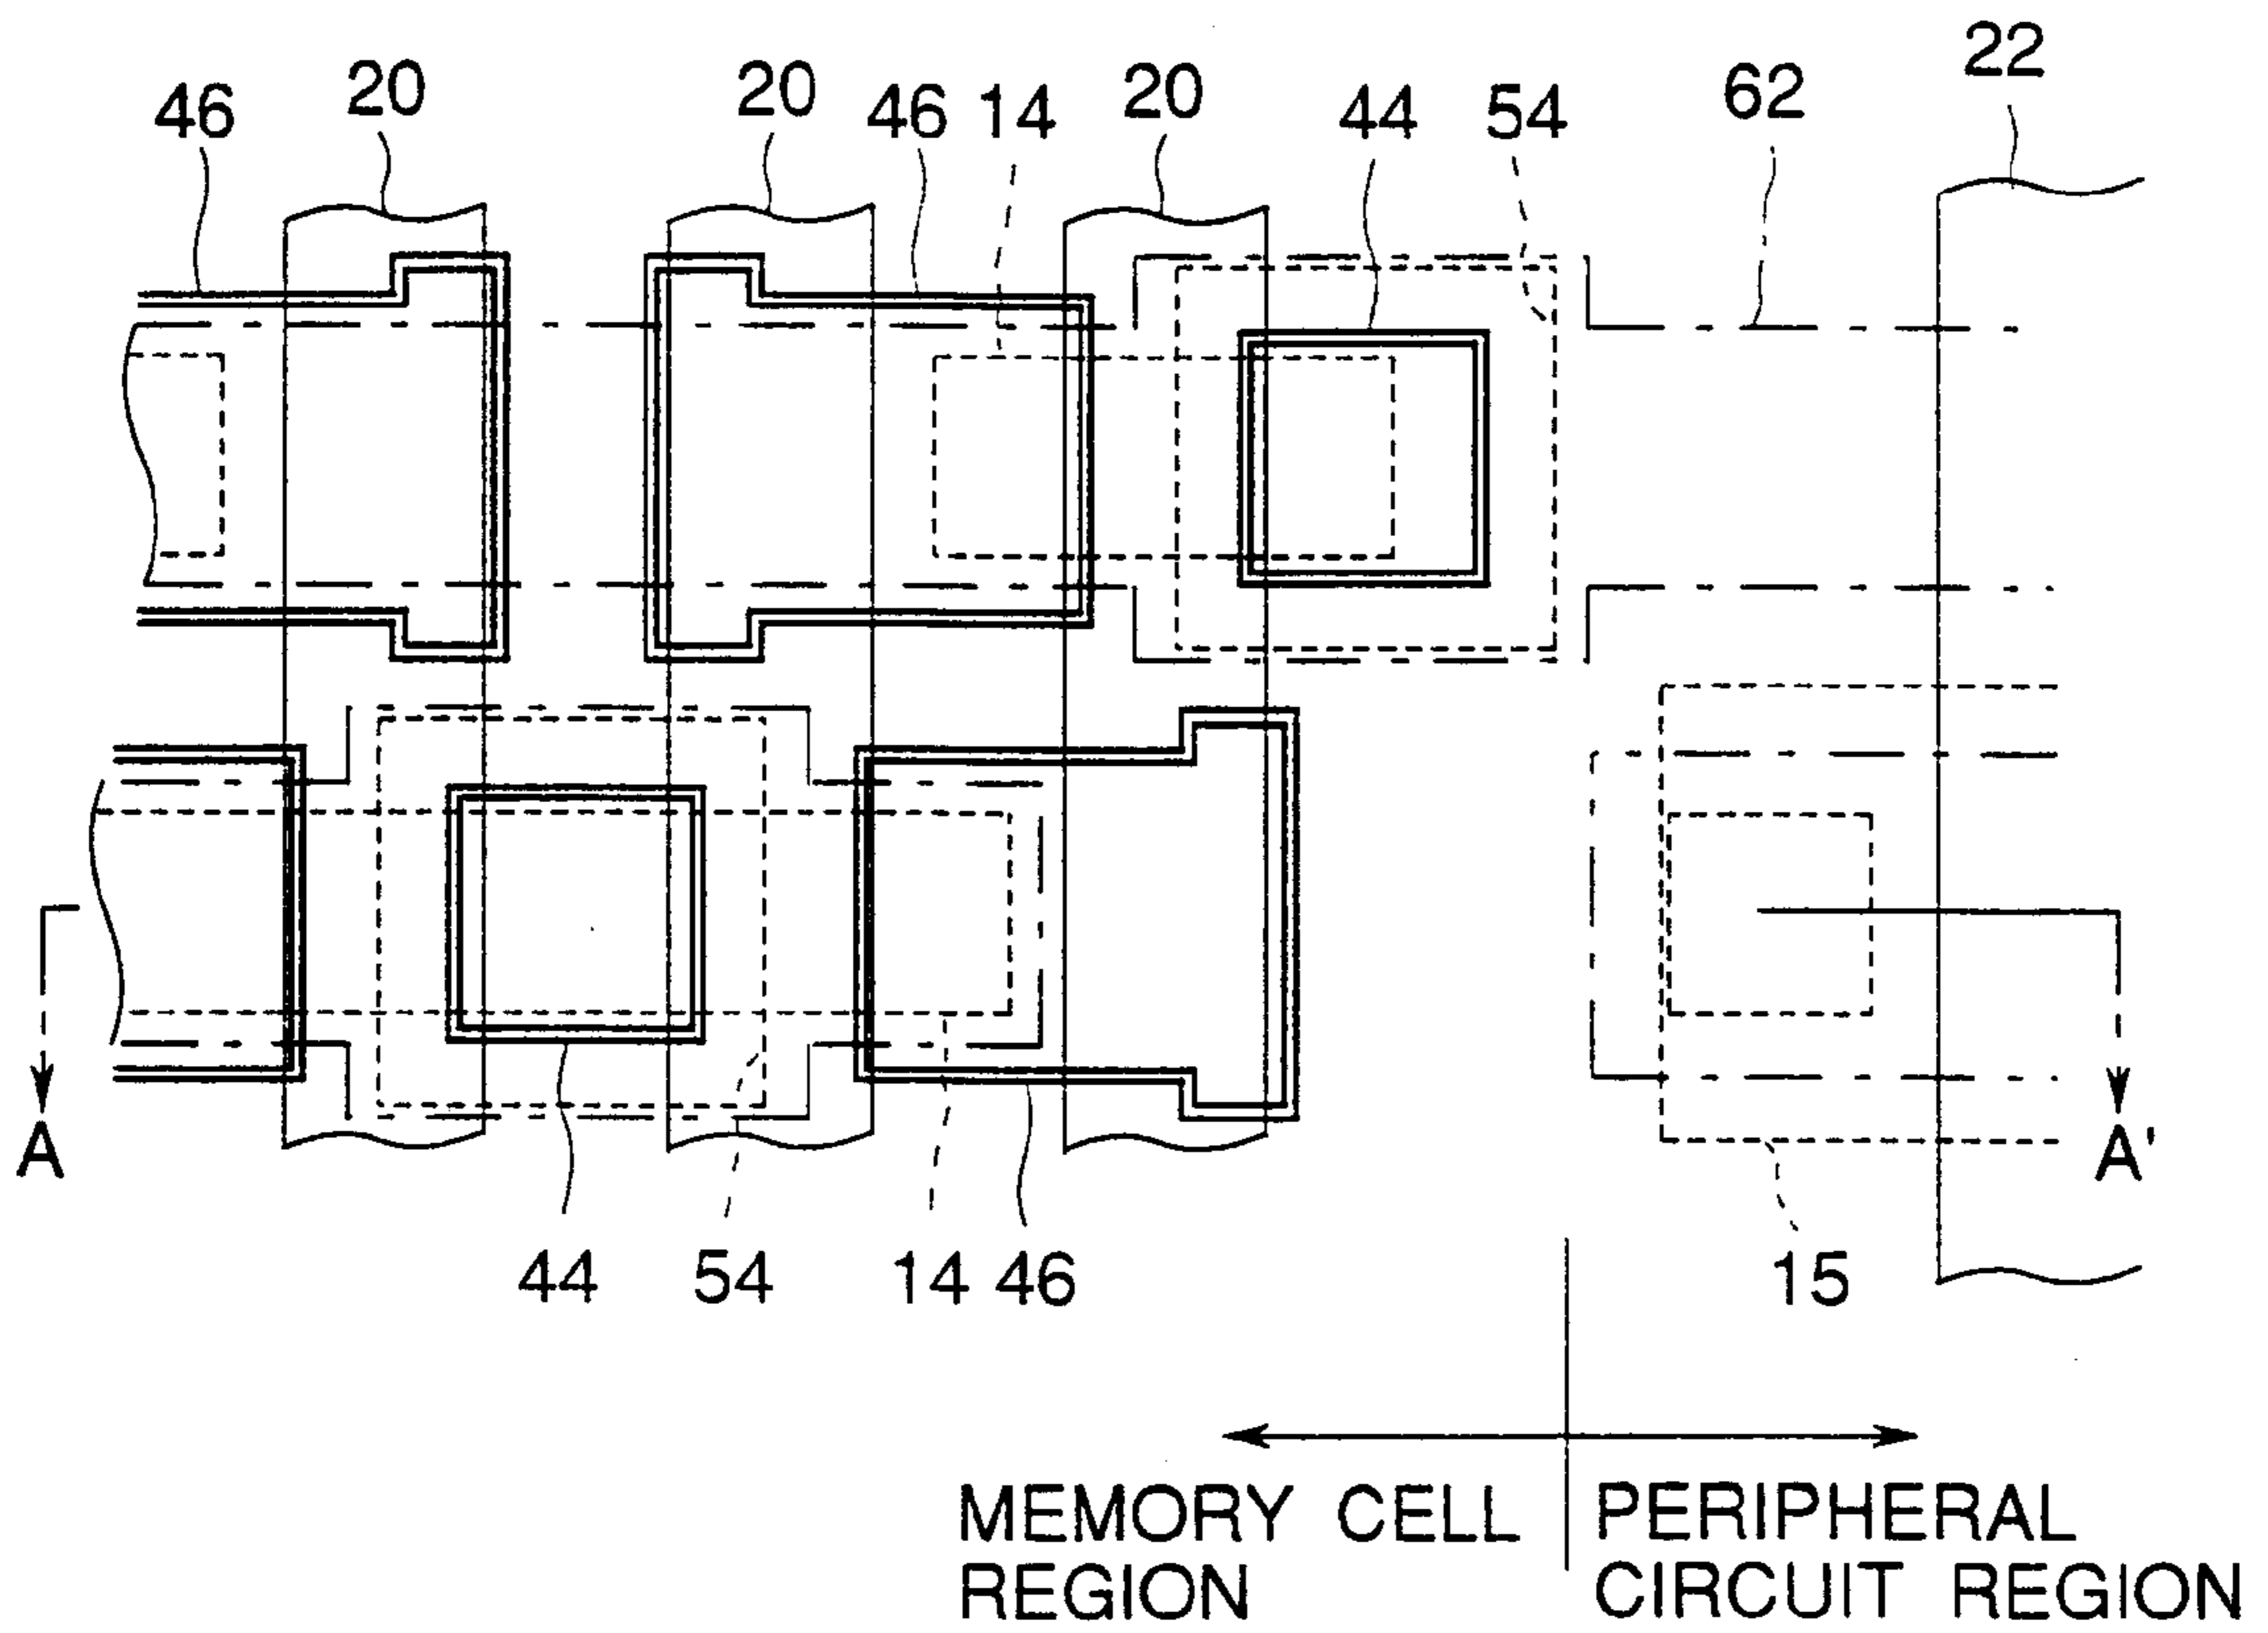 46 20 20 46 14 20 44 54 62 22
A A'
44 54 14 46 15
MEMORY CELL REGION
PERIPHERAL CIRCUIT REGION